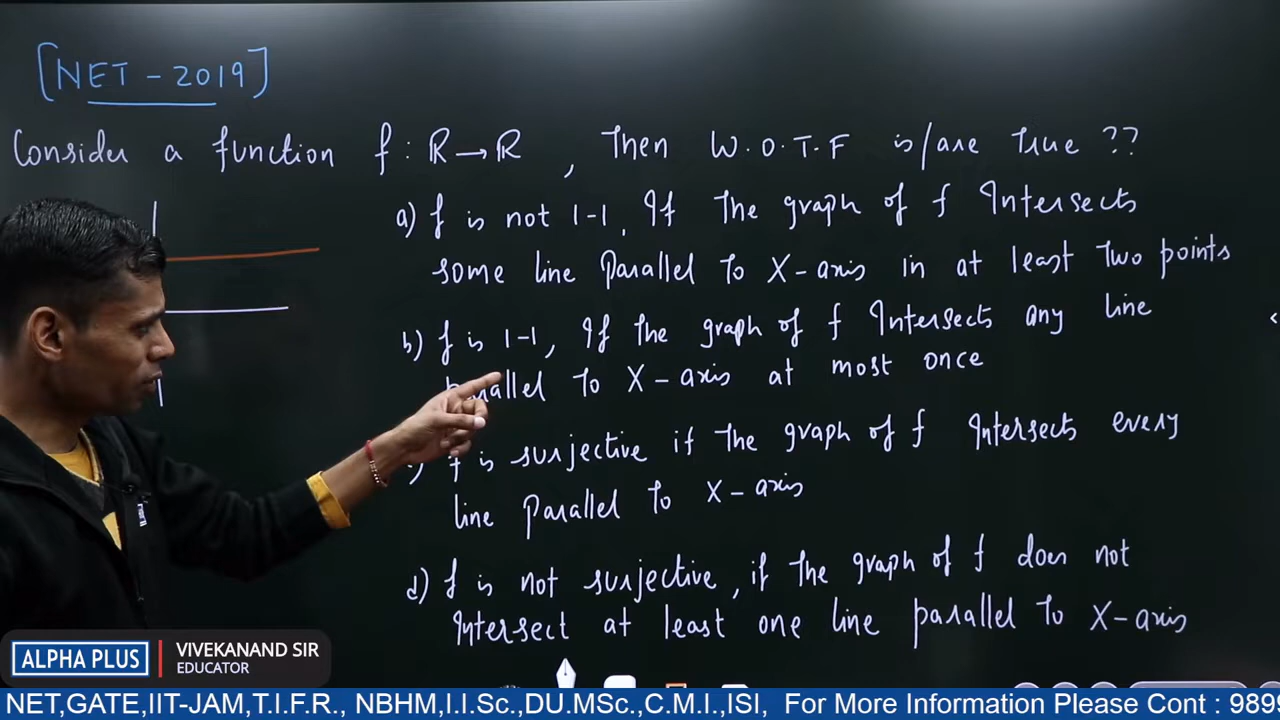 [NET - 2019]
Consider a function f : R → R , Then W.O.T.F is/are True ??
a) f is not 1-1, If The graph of f Intersects
some line Parallel To X-axis in at least Two points
b) f is 1-1, If The graph of f Intersects any line
parallel To X-axis at most once
f is surjective if The graph of f Intersects every
line parallel To X-axis
d) f is not surjective, if The graph of f does not
Intersect at least one line parallel To X-axis
ALPHA PLUS
VIVEKANAND SIR
EDUCATOR
NET,GATE,IIT-JAM,T.I.F.R., NBHM,I.I.Sc.,DU.MSc.,C.M.I.,ISI, For More Information Please Cont : 989